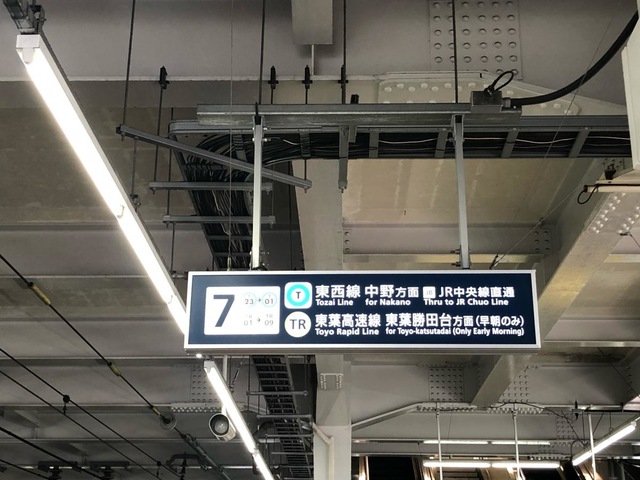 7
23→01
01→09
T 東西線 中野方面 JR中央線直通
Tozai Line for Nakano Thru to JR Chuo Line
TR 東葉高速線 東葉勝田台方面(早朝のみ)
Toyo Rapid Line for Toyo-katsutadai (Only Early Morning)